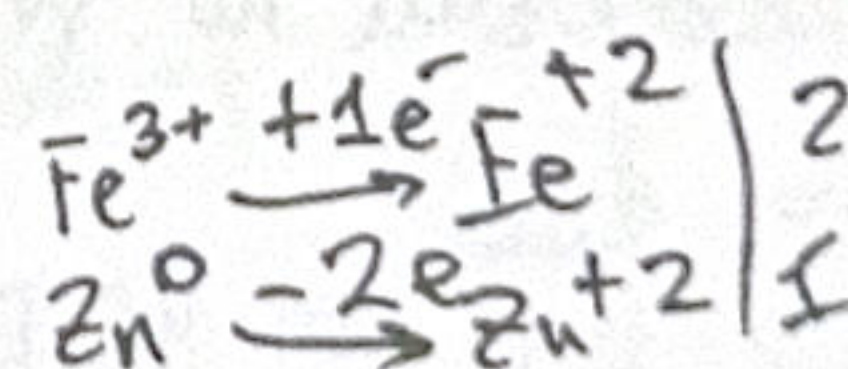 Fe³⁺ +1e⁻ → Fe⁺² | 2
Zn⁰ -2e → Zn⁺² | 1